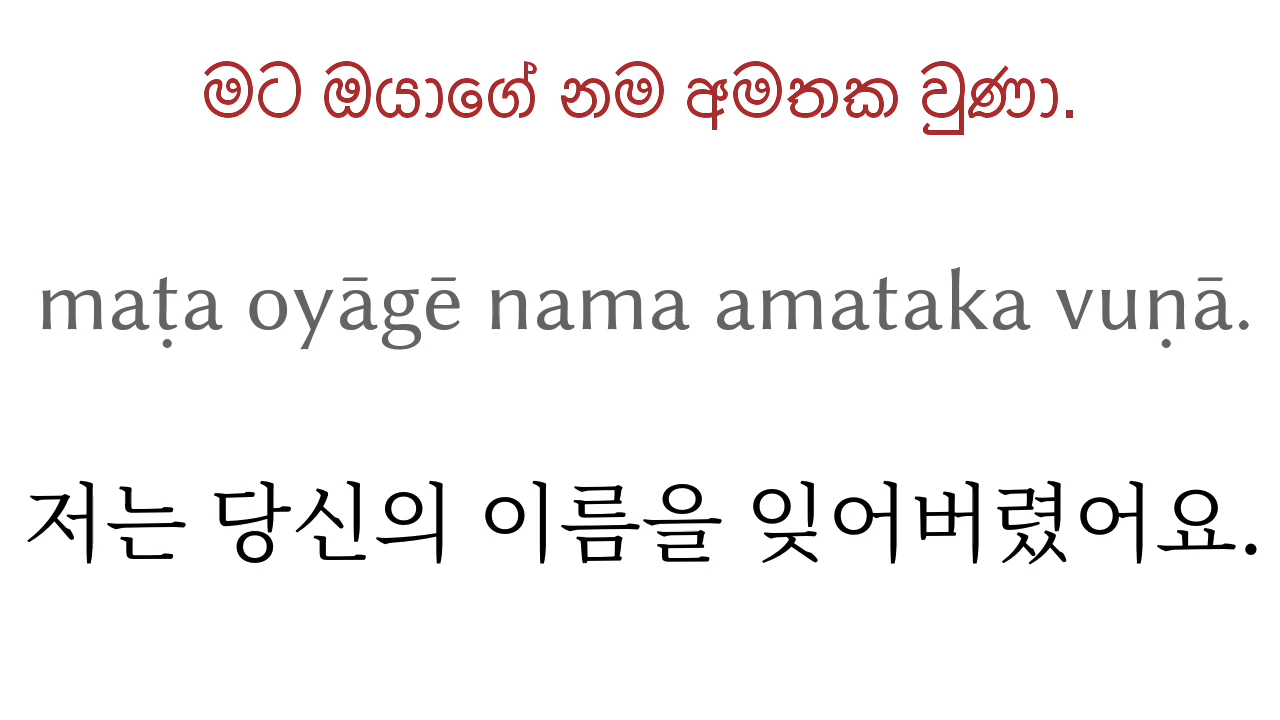 මට ඔයාගේ නම අමතක වුණා.
maṭa oyāgē nama amataka vuṇā.
저는 당신의 이름을 잊어버렸어요.